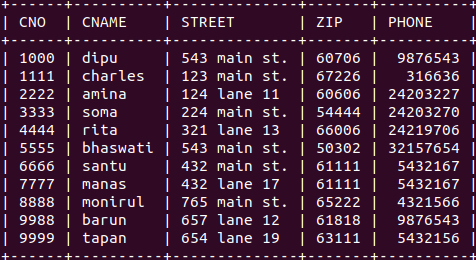 +------+----------+--------------+-------+----------+
| CNO | CNAME | STREET | ZIP | PHONE |
+------+----------+--------------+-------+----------+
| 1000 | dipu | 543 main st. | 60706 | 9876543 |
| 1111 | charles | 123 main st. | 67226 | 316636 |
| 2222 | amina | 124 lane 11 | 60606 | 24203227 |
| 3333 | soma | 224 main st. | 54444 | 24203270 |
| 4444 | rita | 321 lane 13 | 66006 | 24219706 |
| 5555 | bhaswati | 543 main st. | 50302 | 32157654 |
| 6666 | santu | 432 main st. | 61111 | 5432167 |
| 7777 | manas | 432 lane 17 | 61111 | 5432167 |
| 8888 | monirul | 765 main st. | 65222 | 4321566 |
| 9988 | barun | 657 lane 12 | 61818 | 9876543 |
| 9999 | tapan | 654 lane 19 | 63111 | 5432156 |
+------+----------+--------------+-------+----------+